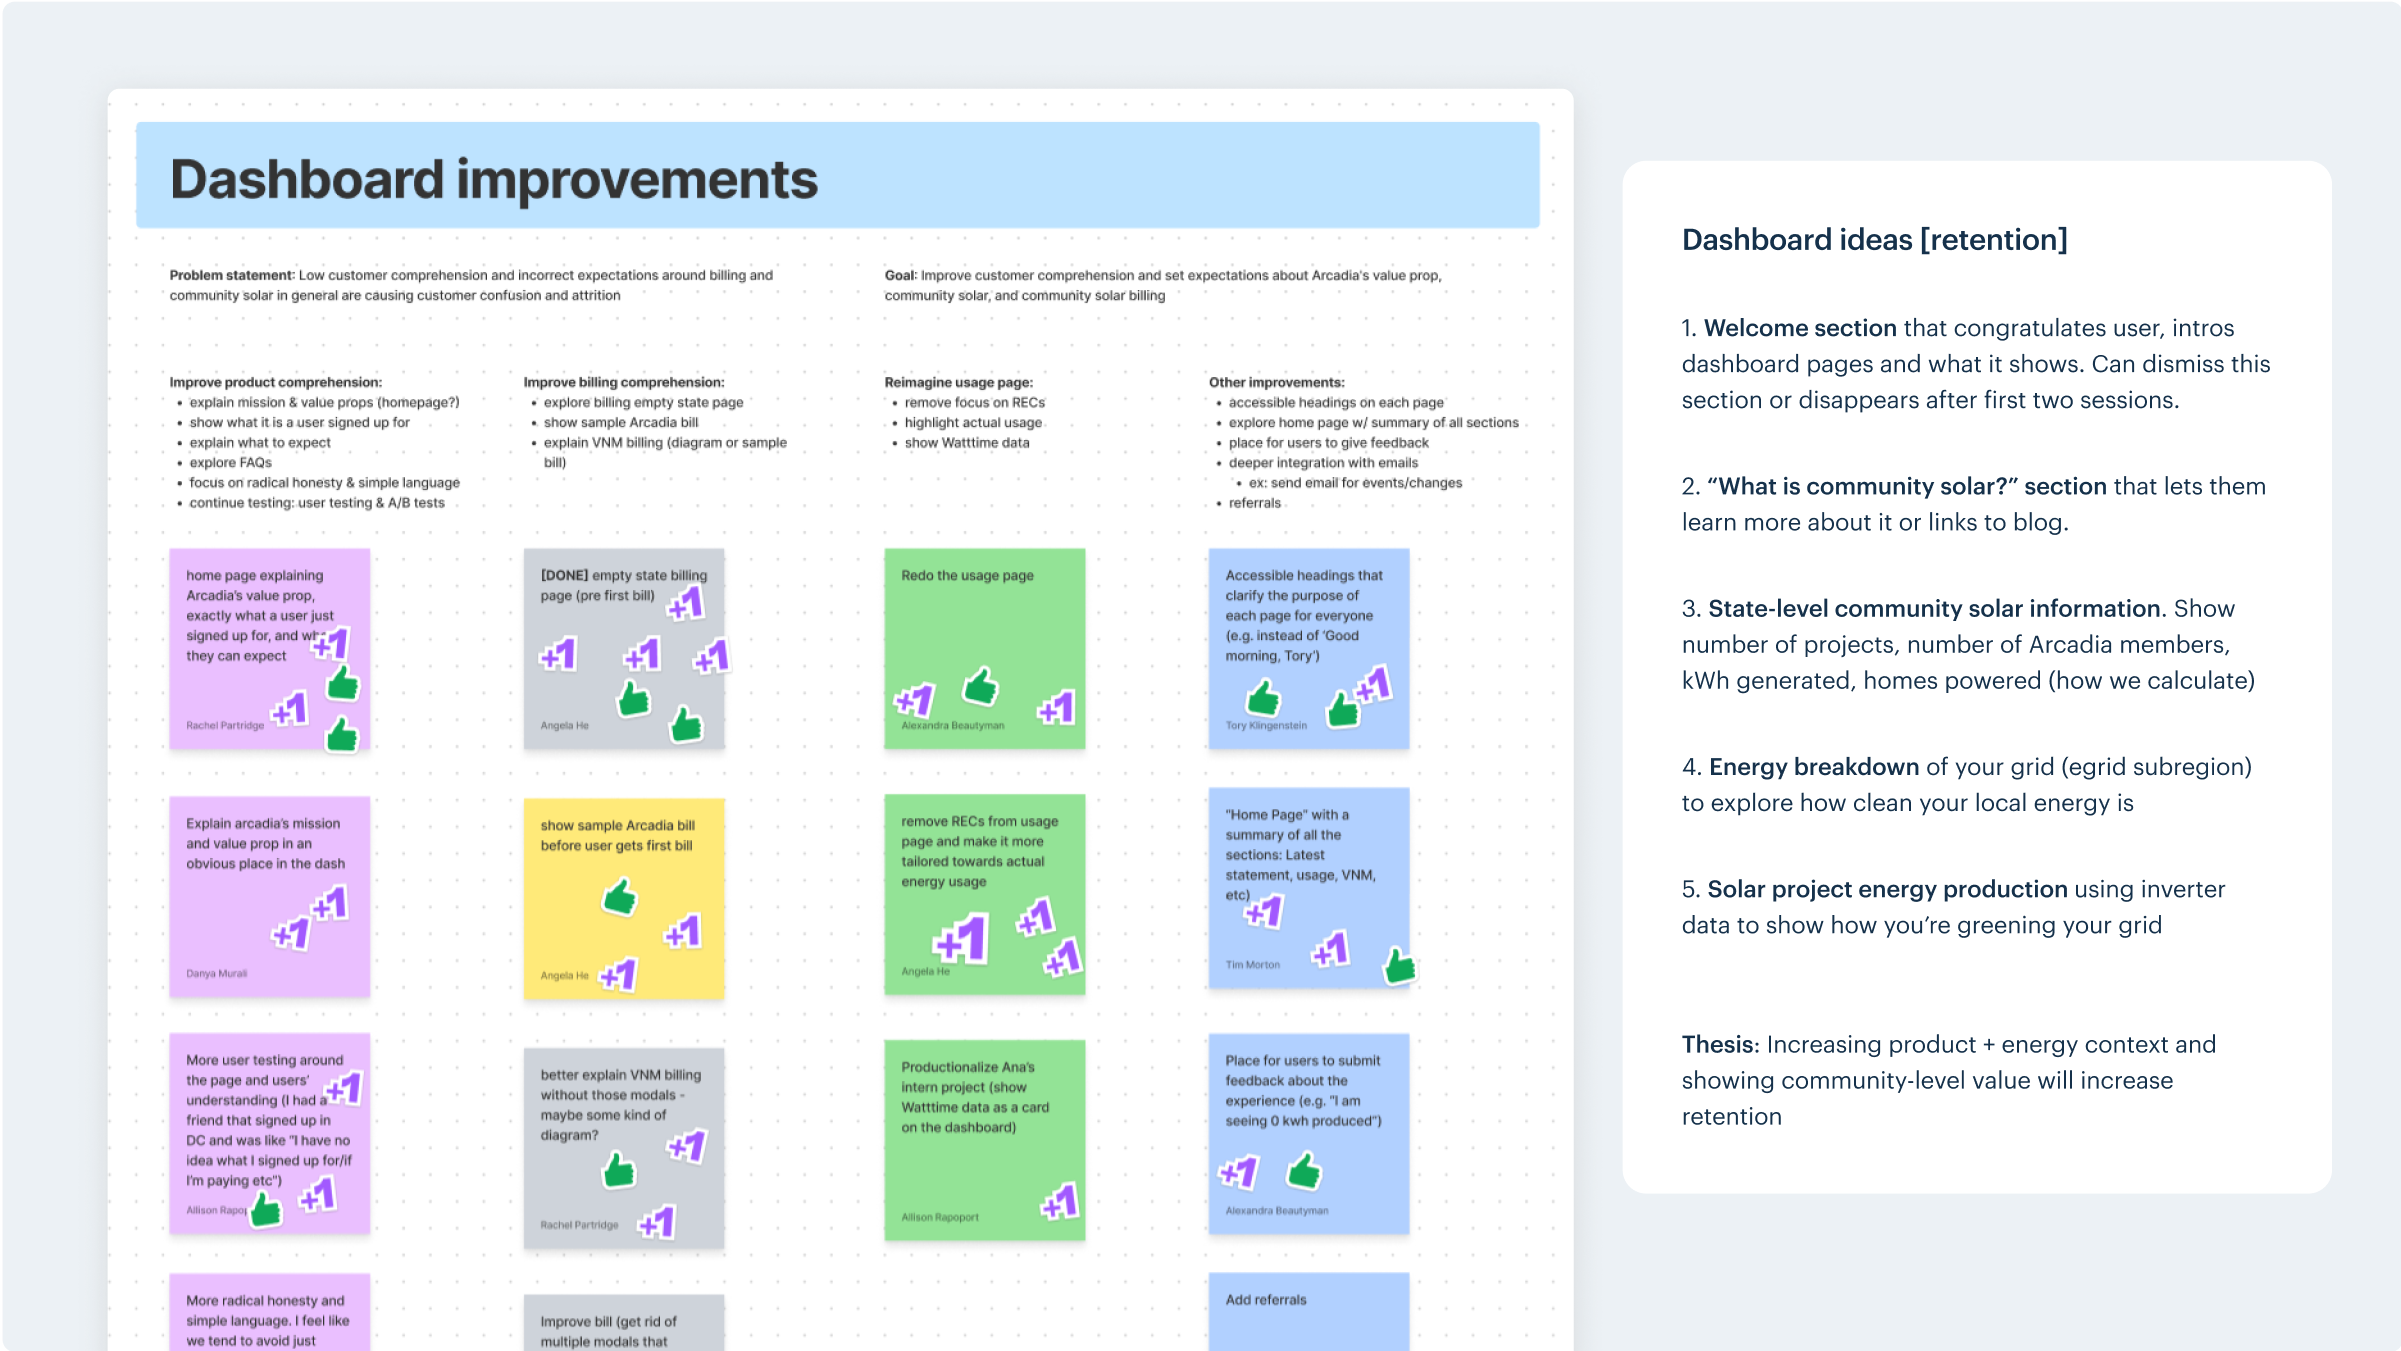 Dashboard improvements
Problem statement: Low customer comprehension and incorrect expectations around billing and
community solar in general are causing customer confusion and attrition
Goal: Improve customer comprehension and set expectations about Arcadia's value prop,
community solar, and community solar billing
Improve product comprehension:
• explain mission & value props (homepage?)
• show what it is a user signed up for
• explain what to expect
• explore FAQs
• focus on radical honesty & simple language
• continue testing: user testing & A/B tests
Improve billing comprehension:
• explore billing empty state page
• show sample Arcadia bill
• explain VNM billing (diagram or sample
bill)
Reimagine usage page:
• remove focus on RECs
• highlight actual usage
• show Watttime data
Other improvements:
• accessible headings on each page
• explore home page w/ summary of all sections
• place for users to give feedback
• deeper integration with emails
• ex: send email for events/changes
• referrals
home page explaining
Arcadia's value prop,
exactly what a user just
signed up for, and
they can expect
+1
+1
Rachel Partridge
Explain arcadia's mission
and value prop in an
obvious place in the dash
+1
+1
Danya Murali
More user testing around
the page and users'
understanding (I had a
friend that signed up in
DC and was like "I have no
idea what I signed up for/if
I'm paying etc")
+1
+1
Allison
More radical honesty and
simple language. I feel like
we tend to avoid just
[DONE] empty state billing
page (pre first bill)
+1
+1
+1
+1
Angela He
show sample Arcadia bill
before user gets first bill
+1
+1
Angela He
better explain VNM billing
without those modals -
maybe some kind of
diagram?
+1
+1
Rachel Partridge
Improve bill (get rid of
multiple modals that
Redo the usage page
+1
+1
Alexandra Beautyman
remove RECs from usage
page and make it more
tailored towards actual
energy usage
+1
+1
+1
Angela He
Productionalize Ana's
intern project (show
Watttime data as a card
on the dashboard)
+1
Allison Rapoport
Accessible headings that
clarify the purpose of
each page for everyone
(e.g. instead of 'Good
morning, Tory')
+1
Tory Klingenstein
"Home Page" with a
summary of all the
sections: Latest
statement, usage, VNM,
etc)
+1
+1
Tim Morton
Place for users to submit
feedback about the
experience (e.g. "I am
seeing 0 kwh produced")
+1
Alexandra Beautyman
Add referrals
Dashboard ideas [retention]
1. Welcome section that congratulates user, intros
dashboard pages and what it shows. Can dismiss this
section or disappears after first two sessions.
2. “What is community solar?” section that lets them
learn more about it or links to blog.
3. State-level community solar information. Show
number of projects, number of Arcadia members,
kWh generated, homes powered (how we calculate)
4. Energy breakdown of your grid (egrid subregion)
to explore how clean your local energy is
5. Solar project energy production using inverter
data to show how you’re greening your grid
Thesis: Increasing product + energy context and
showing community-level value will increase
retention